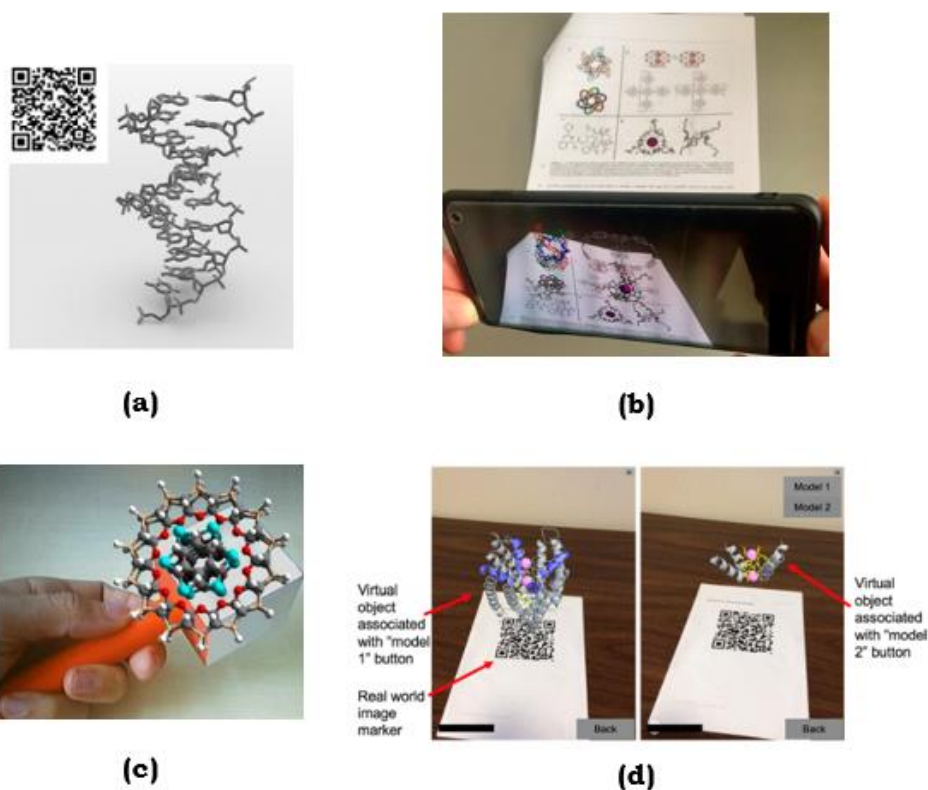 (a)
(b)
(c)
Virtual
object
associated
with "model
1" button
Real world
image
marker
Back
Model 1
Model 2
Back
Virtual
object
associated
with "model
2" button
(d)